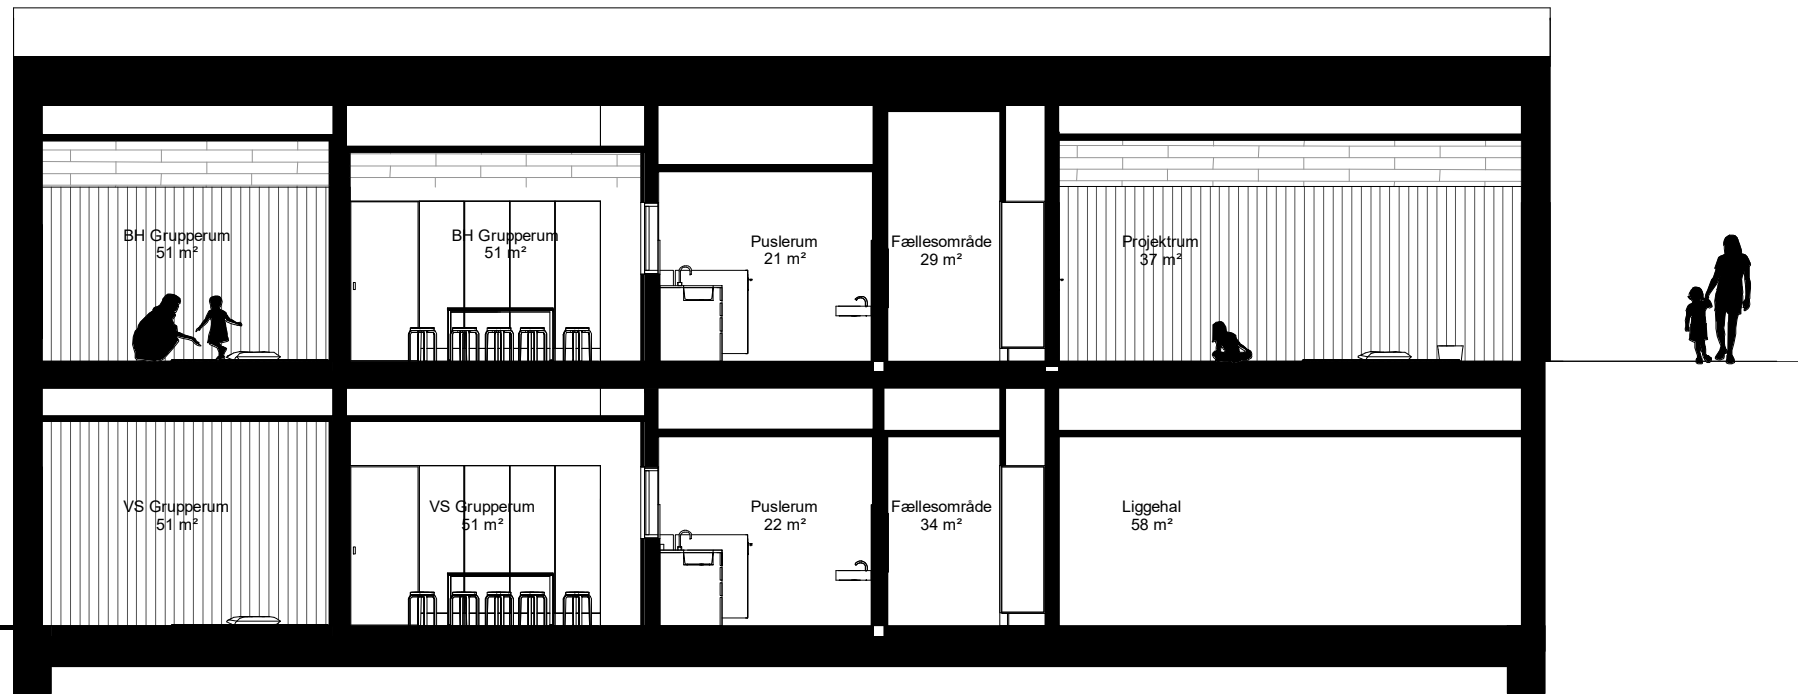 BH Grupperum
51 m²
BH Grupperum
51 m²
Puslerum
21 m²
Fællesområde
29 m²
Projektrum
37 m²
VS Grupperum
51 m²
VS Grupperum
51 m²
Puslerum
22 m²
Fællesområde
34 m²
Liggehal
58 m²